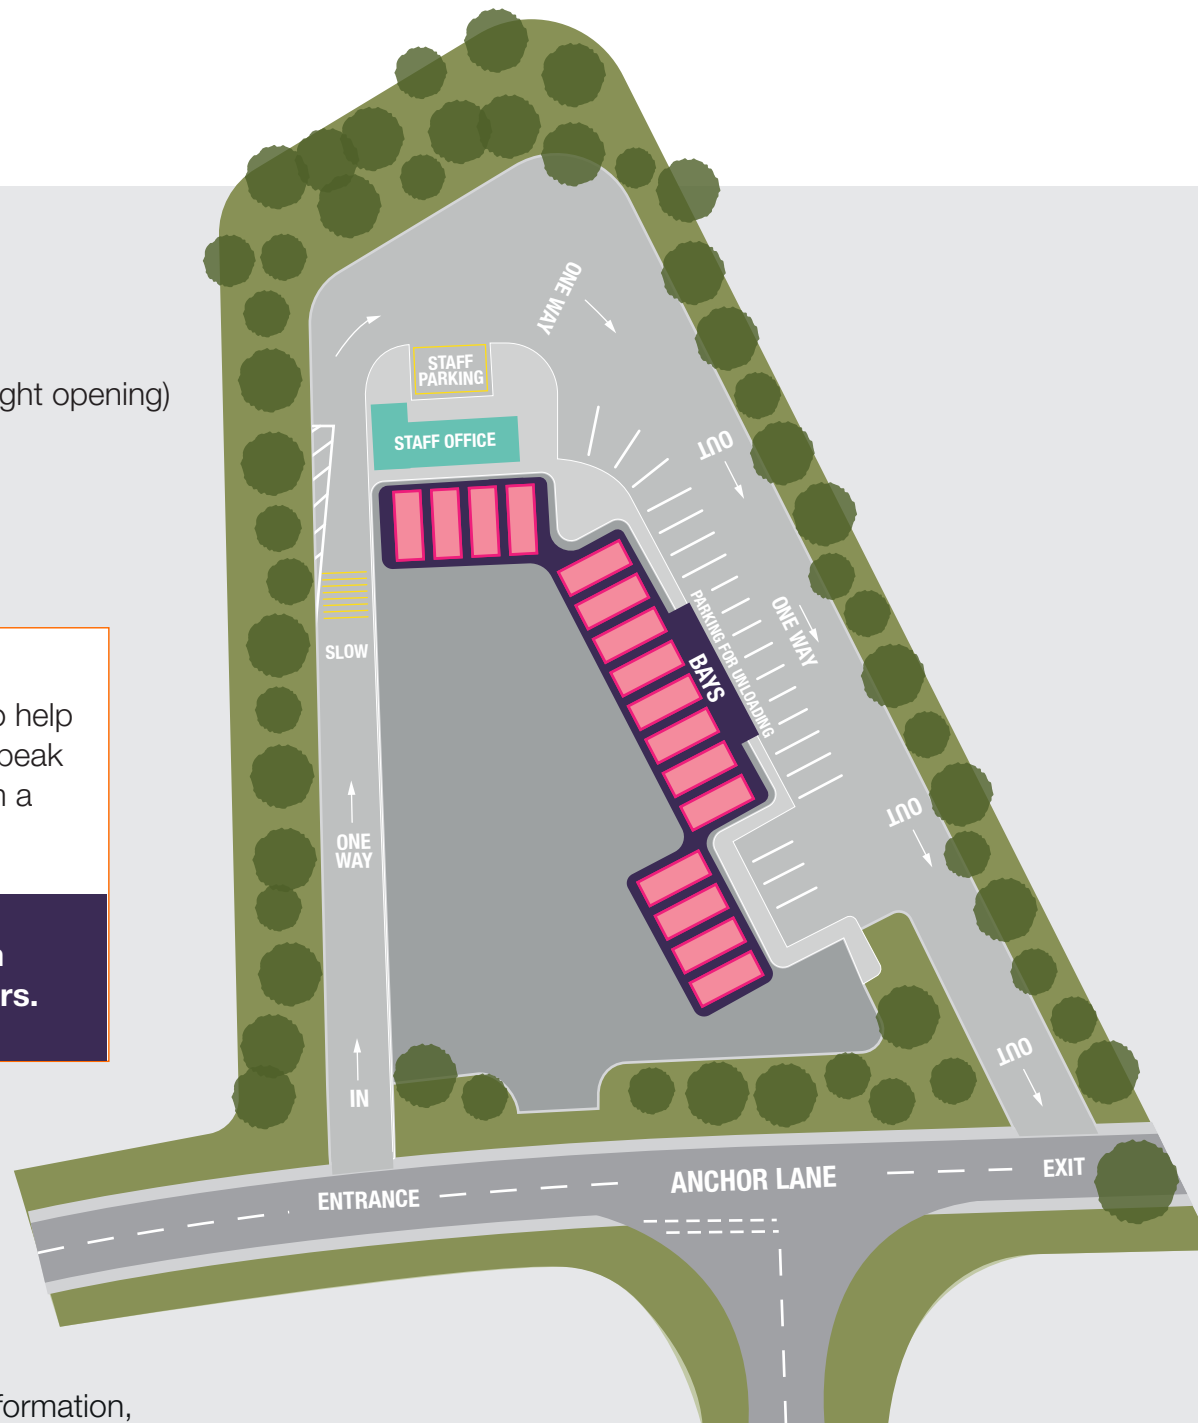 ght opening)
o help
peak
n a
n
rs.
formation,
ONE WAY
STAFF
PARKING
STAFF OFFICE
OUT
SLOW
PARKING FOR UNLOADING
BAYS
ONE WAY
ONE
WAY
OUT
IN
OUT
ENTRANCE
ANCHOR LANE
EXIT